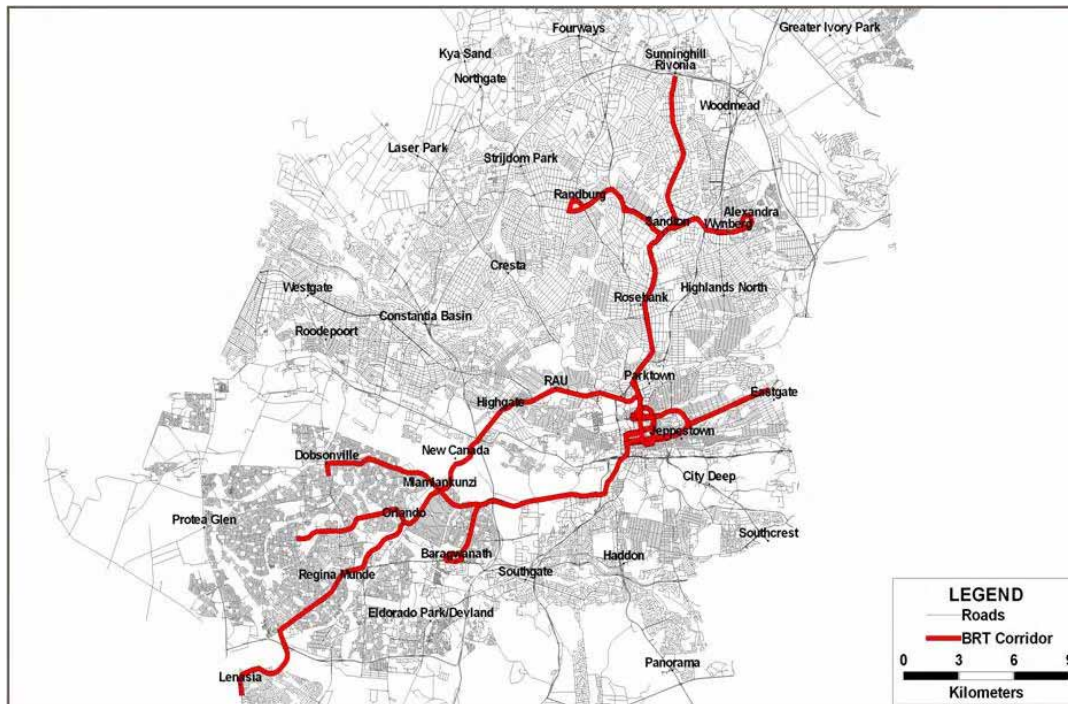 Fourways
Greater Ivory Park
Kya Sand
Sunninghill
Rivonia
Northgate
Woodmead
Laser Park
Strijdom Park
Randburg
Alexandra
Sandton
Wynberg
Cresta
Westgate
Rosebank
Highlands North
Constantia Basin
Roodepoort
Parktown
RAU
Eastgate
Highgate
Jeppestown
New Canada
Dobsonville
City Deep
Mlamlankunzi
Orlando
Protea Glen
Southcrest
Baragwanath
Haddon
Regina Munde
Southgate
Eldorado Park/Devland
Panorama
Lenasia
LEGEND
Roads
BRT Corridor
0 3 6 9
Kilometers